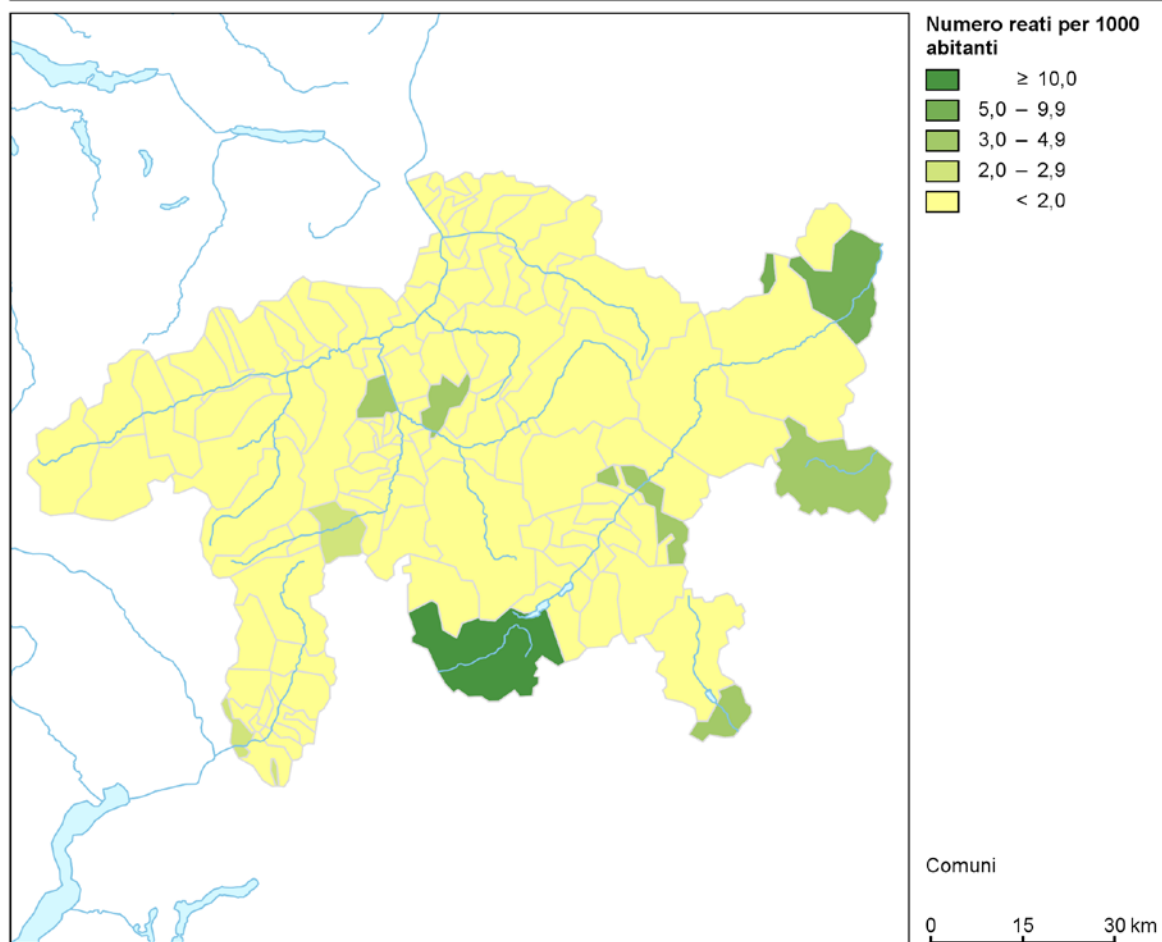 Numero reati per 1000
abitanti
≥ 10,0
5,0 – 9,9
3,0 – 4,9
2,0 – 2,9
< 2,0
Comuni
0 15 30 km